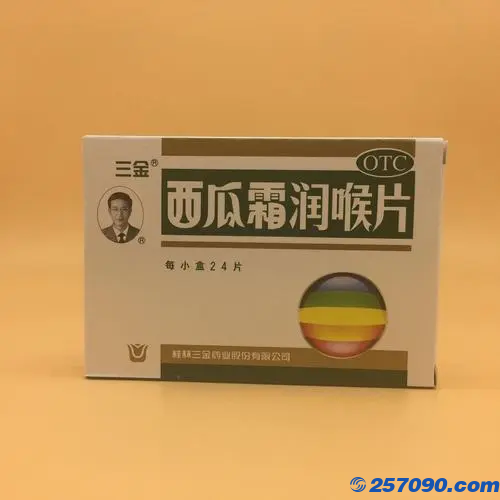 OTC
三金®
®
西瓜霜润喉片
每小盒24片
桂林三金药业股份有限公司
257090.com